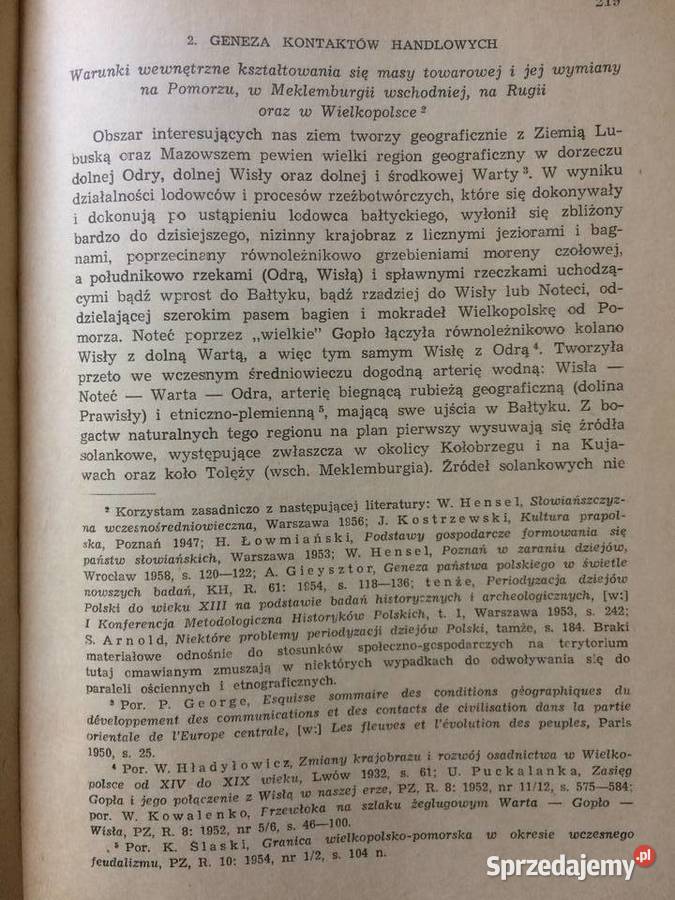 219
2. GENEZA KONTAKTÓW HANDLOWYCH
Warunki wewnętrzne kształtowania się masy towarowej i jej wymiany
na Pomorzu, w Meklemburgii wschodniej, na Rugii
oraz w Wielkopolsce ²
Obszar interesujących nas ziem tworzy geograficznie z Ziemią Lu-
buską oraz Mazowszem pewien wielki region geograficzny w dorzeczu
dolnej Odry, dolnej Wisły oraz dolnej i środkowej Warty ³. W wyniku
działalności lodowców i procesów rzeźbotwórczych, które się dokonywały
i dokonują po ustąpieniu lodowca bałtyckiego, wyłonił się zbliżony
bardzo do dzisiejszego, nizinny krajobraz z licznymi jeziorami i bag-
nami, poprzecinany równoleżnikowo grzebieniami moreny czołowej,
a południkowo rzekami (Odrą, Wisłą) i spławnymi rzeczkami uchodzą-
cymi bądź wprost do Bałtyku, bądź rzadziej do Wisły lub Noteci, od-
dzielającej szerokim pasem bagien i mokradeł Wielkopolskę od Po-
morza. Noteć poprzez „wielkie” Gopło łączyła równoleżnikowo kolano
Wisły z dolną Wartą, a więc tym samym Wisłę z Odrą ⁴. Tworzyła
przeto we wczesnym średniowieczu dogodną arterię wodną: Wisła —
Noteć — Warta — Odra, arterię biegnącą rubieżą geograficzną (dolina
Prawisły) i etniczno-plemienną ⁵, mającą swe ujścia w Bałtyku. Z bo-
gactw naturalnych tego regionu na plan pierwszy wysuwają się źródła
solankowe, występujące zwłaszcza w okolicy Kołobrzegu i na Kuja-
wach oraz koło Tolęży (wsch. Meklemburgia). Źródeł solankowych nie
² Korzystam zasadniczo z następującej literatury: W. Hensel, Słowiańszczyz-
na wczesnośredniowieczna, Warszawa 1956; J. Kostrzewski, Kultura prapol-
ska, Poznań 1947; H. Łowmiański, Podstawy gospodarcze formowania się
państw słowiańskich, Warszawa 1953; W. Hensel, Poznań w zaraniu dziejów,
Wrocław 1958, s. 120—122; A. Gieysztor, Geneza państwa polskiego w świetle
nowszych badań, KH, R. 61: 1954, s. 118—136; tenże, Periodyzacja dziejów
Polski do wieku XIII na podstawie badań historycznych i archeologicznych, [w:]
I Konferencja Metodologiczna Historyków Polskich, t. 1, Warszawa 1953, s. 242;
S. Arnold, Niektóre problemy periodyzacji dziejów Polski, tamże, s. 184. Braki
materiałowe odnośnie do stosunków społeczno-gospodarczych na terytorium
tutaj omawianym zmuszają w niektórych wypadkach do odwoływania się do
paraleli ościennych i etnograficznych.
³ Por. P. George, Esquisse sommaire des conditions géographiques du
développement des communications et des contacts de civilisation dans la partie
orientale de l'Europe centrale, [w:] Les fleuves et l'évolution des peuples, Paris
1950, s. 25.
⁴ Por. W. Hładyłowicz, Zmiany krajobrazu i rozwój osadnictwa w Wielko-
polsce od XIV do XIX wieku, Lwów 1932, s. 61; U. Puckalanka, Zasięg
Gopła i jego połączenie z Wisłą w naszej erze, PZ, R. 8: 1952, nr 11/12, s. 575—584;
por. W. Kowalenko, Przewłoka na szlaku żeglugowym Warta — Gopło —
Wisła, PZ, R. 8: 1952, nr 5/6, s. 46—100.
⁵ Por. K. Ślaski, Granica wielkopolsko-pomorska w okresie wczesnego
feudalizmu, PZ, R. 10: 1954, nr 1/2, s. 104 n.
Sprzedajemy.pl